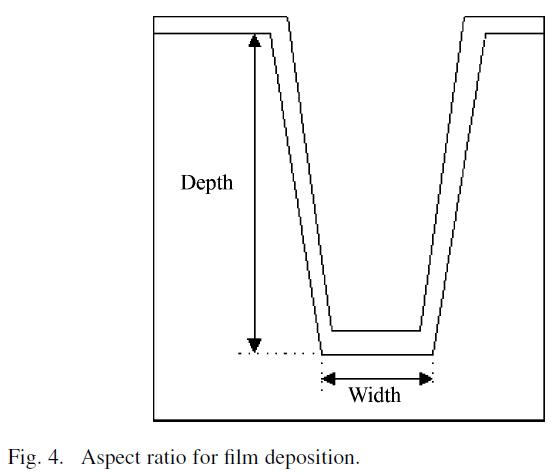 Depth
Width
Fig. 4. Aspect ratio for film deposition.